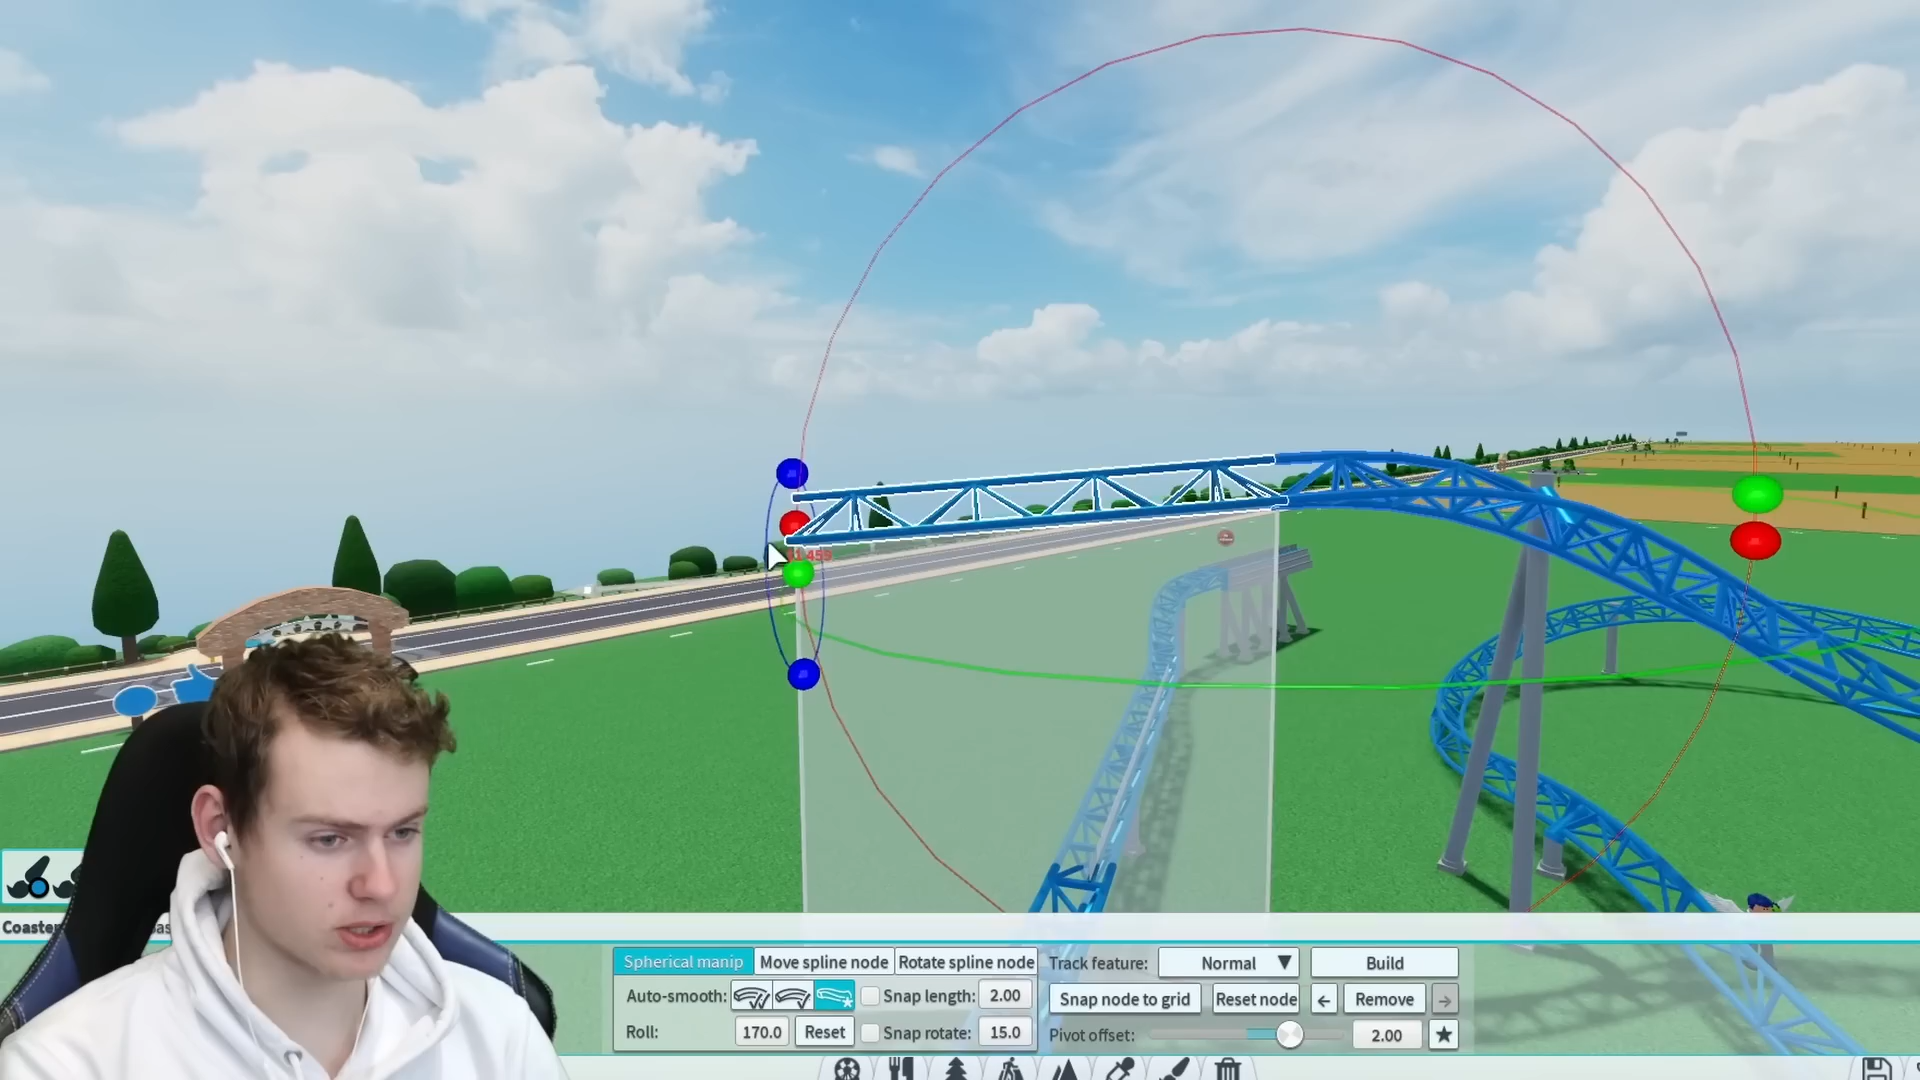 Coaster
Spherical manip
Move spline node
Rotate spline node
Track feature:
Normal ▼
Build
Auto-smooth:
Snap length:
2.00
Snap node to grid
Reset node
←
Remove
→
Roll:
170.0
Reset
Snap rotate:
15.0
Pivot offset:
2.00
★